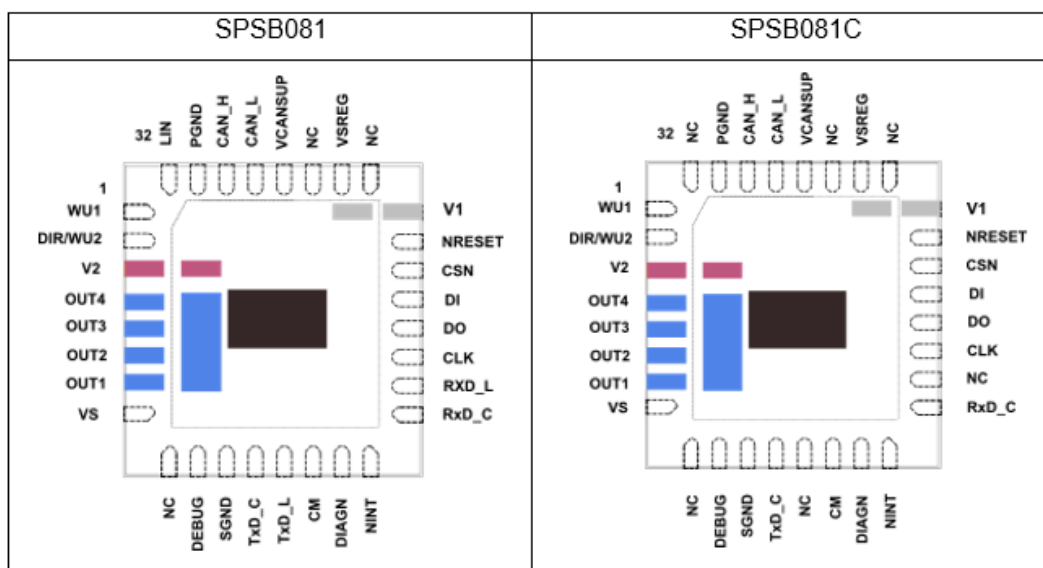 SPSB081
32
LIN
PGND
CAN_H
CAN_L
VCANSUP
NC
VSREG
NC
1
WU1
DIR/WU2
V2
OUT4
OUT3
OUT2
OUT1
VS
V1
NRESET
CSN
DI
DO
CLK
RXD_L
RxD_C
NC
DEBUG
SGND
TxD_C
TxD_L
CM
DIAGN
NINT
SPSB081C
32
NC
PGND
CAN_H
CAN_L
VCANSUP
NC
VSREG
NC
1
WU1
DIR/WU2
V2
OUT4
OUT3
OUT2
OUT1
VS
V1
NRESET
CSN
DI
DO
CLK
NC
RxD_C
NC
DEBUG
SGND
TxD_C
NC
CM
DIAGN
NINT